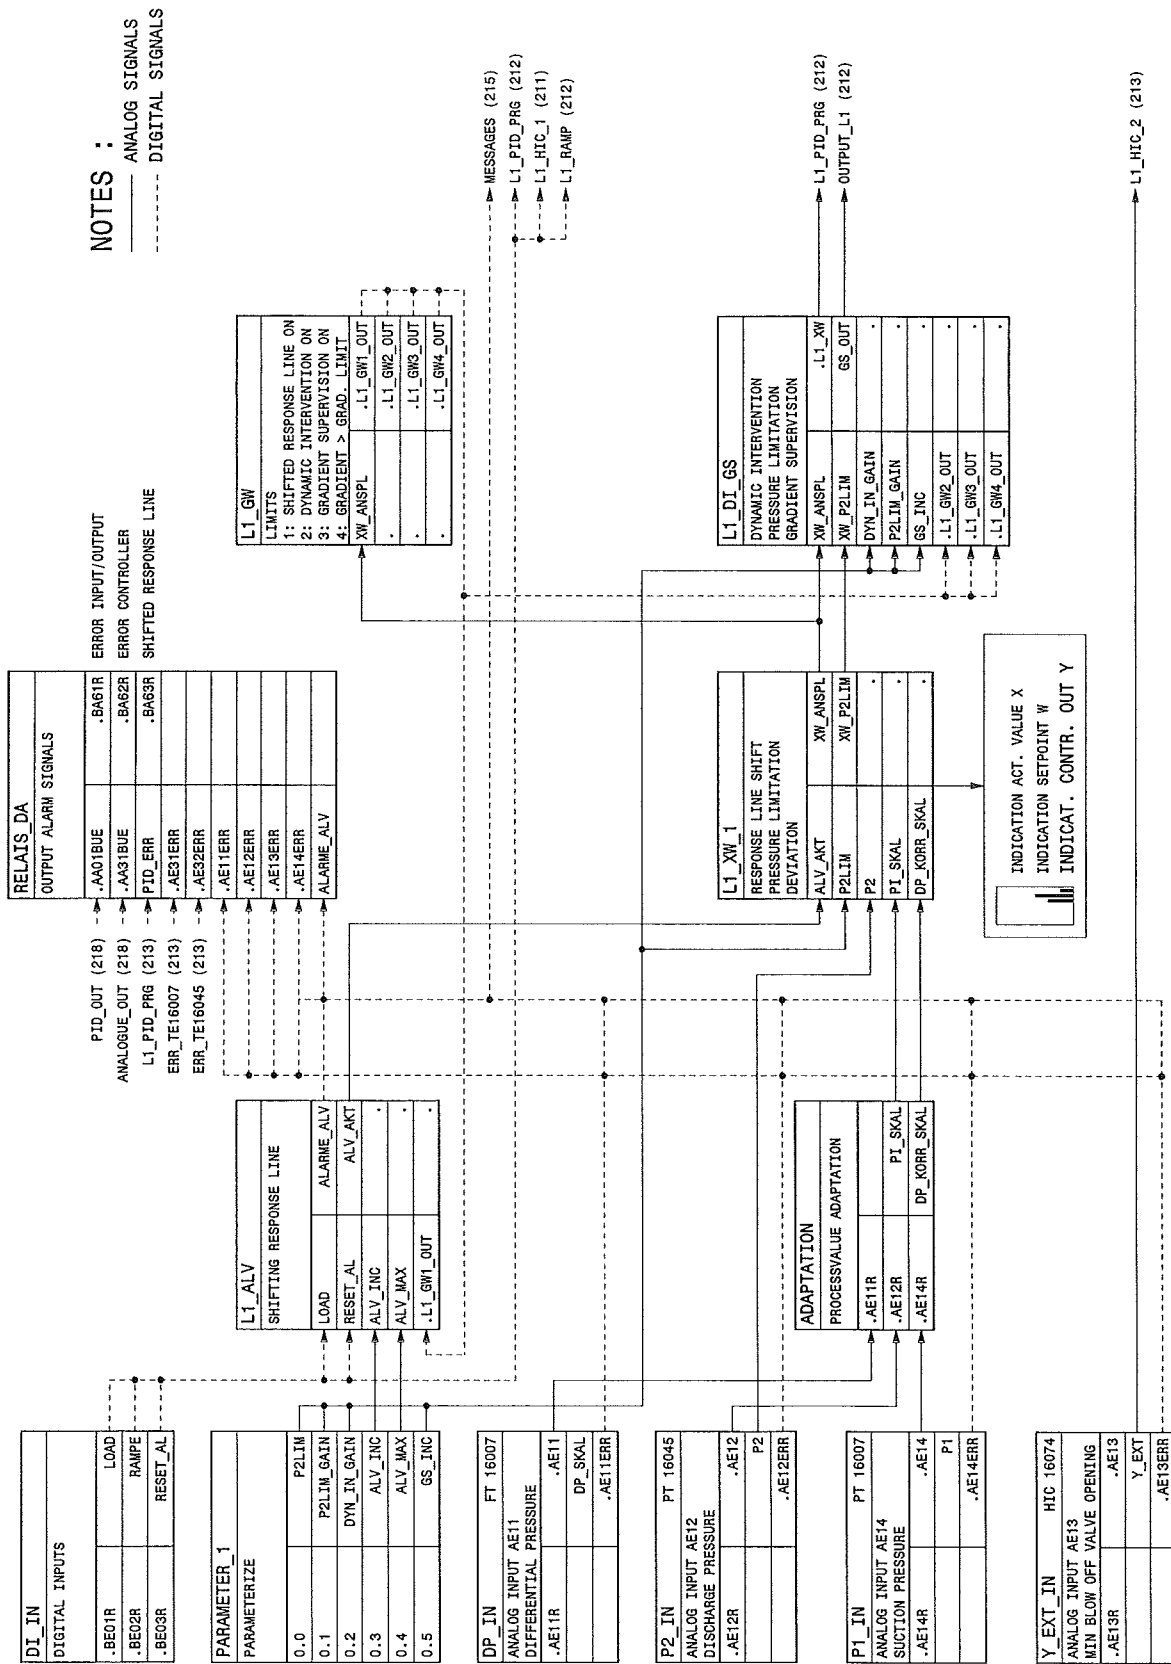 NOTES :
ANALOG SIGNALS
DIGITAL SIGNALS
DI_IN
DIGITAL INPUTS
.BE01R LOAD
.BE02R RAMPE
.BE03R RESET_AL
PARAMETER_1
PARAMETERIZE
0.0 P2LIM
0.1 P2LIM_GAIN
0.2 DYN_IN_GAIN
0.3 ALV_INC
0.4 ALV_MAX
0.5 GS_INC
DP_IN FT 16007
ANALOG INPUT AE11
DIFFERENTIAL PRESSURE
.AE11R .AE11
DP_SKAL
.AE11ERR
P2_IN PT 16045
ANALOG INPUT AE12
DISCHARGE PRESSURE
.AE12R .AE12
P2
.AE12ERR
P1_IN PT 16007
ANALOG INPUT AE14
SUCTION PRESSURE
.AE14R .AE14
P1
.AE14ERR
Y_EXT_IN HIC 16074
ANALOG INPUT AE13
MIN BLOW OFF VALVE OPENING
.AE13R .AE13
Y_EXT
.AE13ERR
L1_ALV
SHIFTING RESPONSE LINE
LOAD ALARME_ALV
RESET_AL ALV_AKT
ALV_INC .
ALV_MAX .
.L1_GW1_OUT .
ADAPTATION
PROCESSVALUE ADAPTATION
.AE11R
.AE12R PI_SKAL
.AE14R DP_KORR_SKAL
PID_OUT (218)
ANALOGUE_OUT (218)
L1_PID_PRG (213)
ERR_TE16007 (213)
ERR_TE16045 (213)
RELAIS_DA
OUTPUT ALARM SIGNALS
.AA01BUE .BA61R ERROR INPUT/OUTPUT
.AA31BUE .BA62R ERROR CONTROLLER
PID_ERR .BA63R SHIFTED RESPONSE LINE
.AE31ERR
.AE32ERR
.AE11ERR
.AE12ERR
.AE13ERR
.AE14ERR
ALARME_ALV
L1_XW_1
RESPONSE LINE SHIFT
PRESSURE LIMITATION
DEVIATION
ALV_AKT XW_ANSPL
P2LIM XW_P2LIM
P2 .
PI_SKAL .
DP_KORR_SKAL .
INDICATION ACT. VALUE X
INDICATION SETPOINT W
INDICAT. CONTR. OUT Y
L1_GW
LIMITS
1: SHIFTED RESPONSE LINE ON
2: DYNAMIC INTERVENTION ON
3: GRADIENT SUPERVISION ON
4: GRADIENT > GRAD. LIMIT
XW_ANSPL .L1_GW1_OUT
. .L1_GW2_OUT
. .L1_GW3_OUT
. .L1_GW4_OUT
L1_DI_GS
DYNAMIC INTERVENTION
PRESSURE LIMITATION
GRADIENT SUPERVISION
XW_ANSPL .L1_XW
XW_P2LIM GS_OUT
DYN_IN_GAIN .
P2LIM_GAIN .
GS_INC .
.L1_GW2_OUT .
.L1_GW3_OUT .
.L1_GW4_OUT .
MESSAGES (215)
L1_PID_PRG (212)
L1_HIC_1 (211)
L1_RAMP (212)
L1_PID_PRG (212)
OUTPUT_L1 (212)
L1_HIC_2 (213)